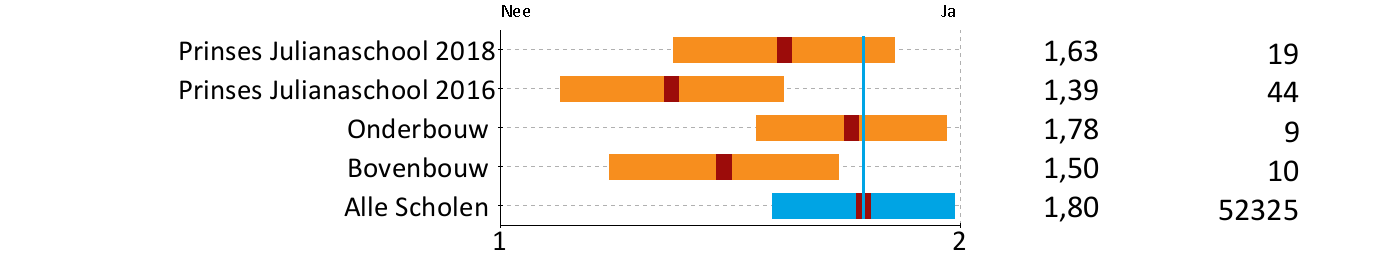 Nee Ja
Prinses Julianaschool 2018 1,63 19
Prinses Julianaschool 2016 1,39 44
Onderbouw 1,78 9
Bovenbouw 1,50 10
Alle Scholen 1,80 52325
1 2